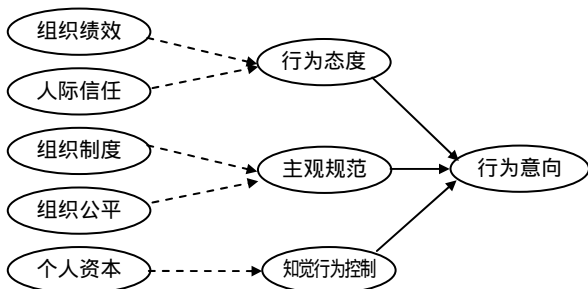 组织绩效
人际信任
组织制度
组织公平
个人资本
行为态度
主观规范
知觉行为控制
行为意向